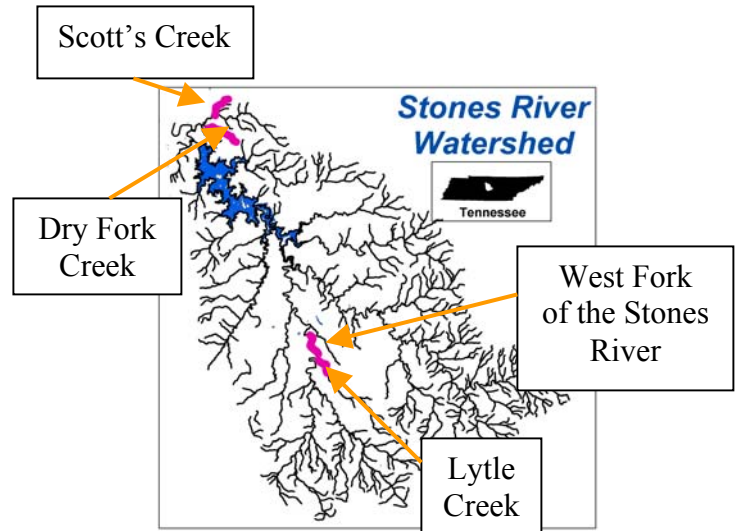 Scott’s Creek
Stones River
Watershed
Tennessee
Dry Fork
Creek
West Fork
of the Stones
River
Lytle
Creek